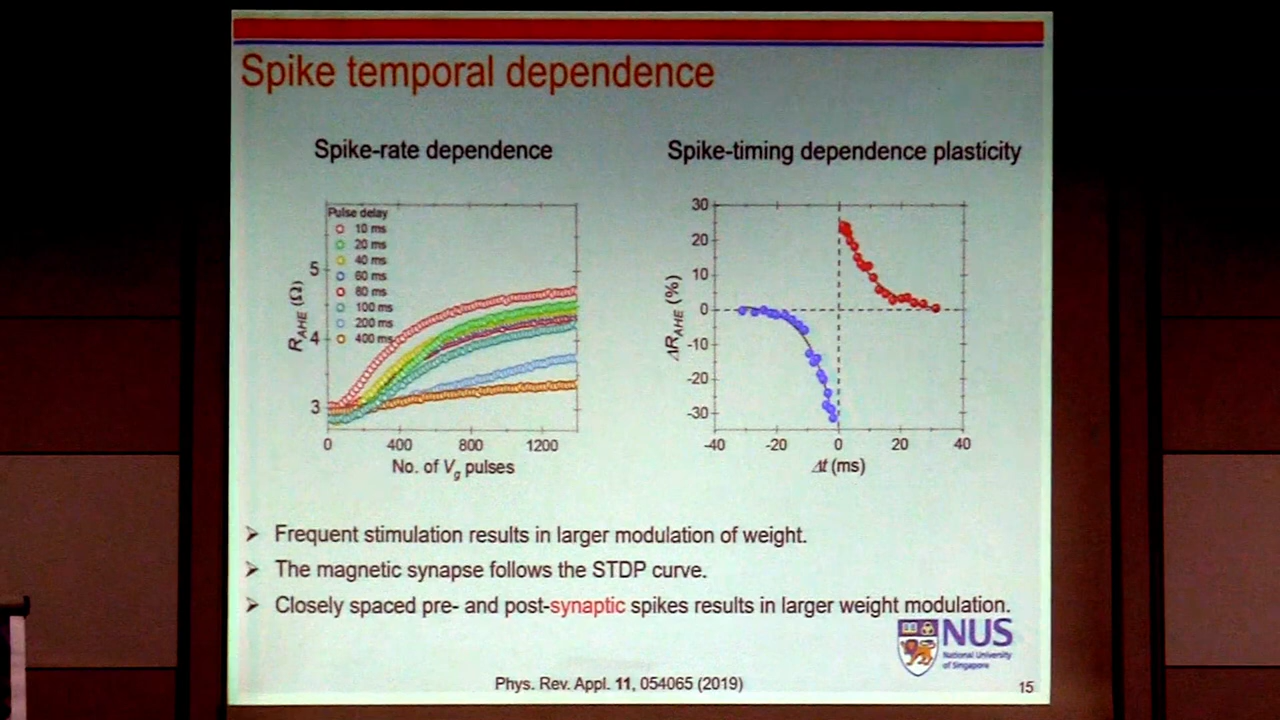 Spike temporal dependence
Spike-rate dependence
Spike-timing dependence plasticity
Pulse delay
10 ms
20 ms
40 ms
60 ms
80 ms
100 ms
200 ms
400 ms
5
4
3
R_AHE (Ω)
0 400 800 1200
No. of V_g pulses
30
20
10
0
-10
-20
-30
ΔR_AHE (%)
-40 -20 0 20 40
Δt (ms)
➢ Frequent stimulation results in larger modulation of weight.
➢ The magnetic synapse follows the STDP curve.
➢ Closely spaced pre- and post-synaptic spikes results in larger weight modulation.
NUS
National University
of Singapore
Phys. Rev. Appl. 11, 054065 (2019)
15